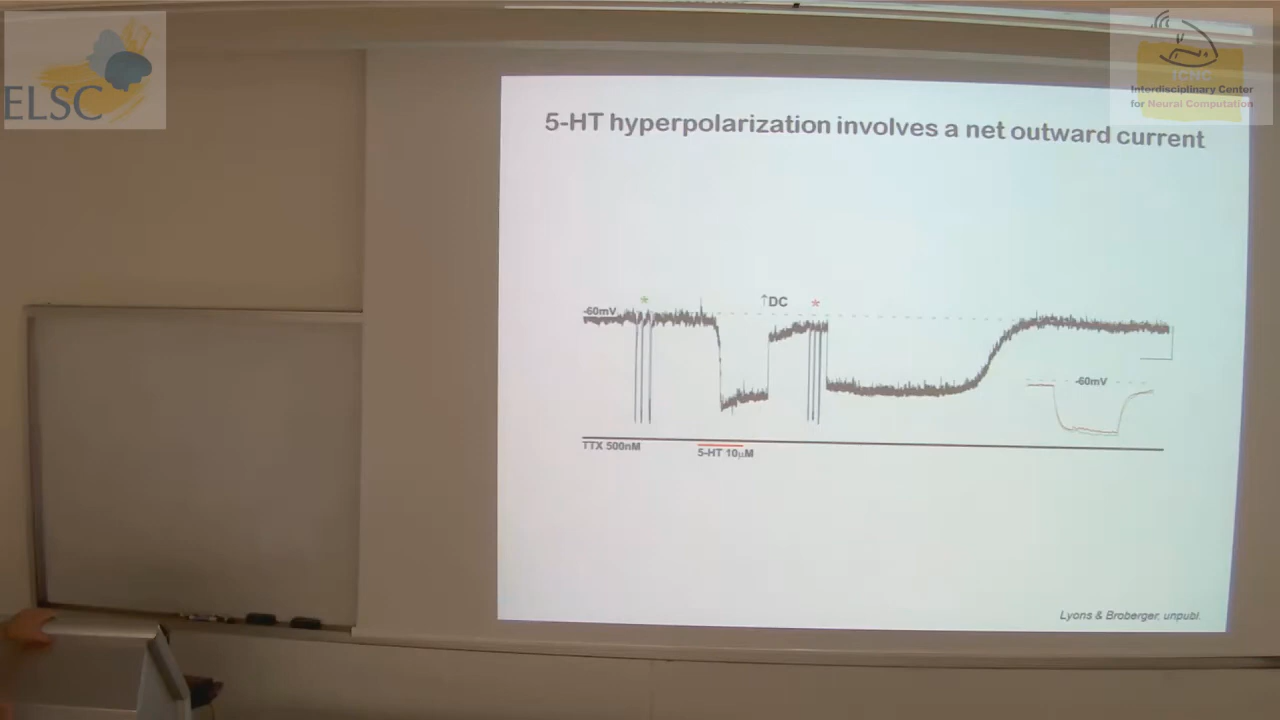 ELSC
ICNC
Interdisciplinary Center
for Neural Computation
5-HT hyperpolarization involves a net outward current
* ↑DC *
-60mV
-60mV
TTX 500nM
5-HT 10µM
Lyons & Broberger, unpubl.